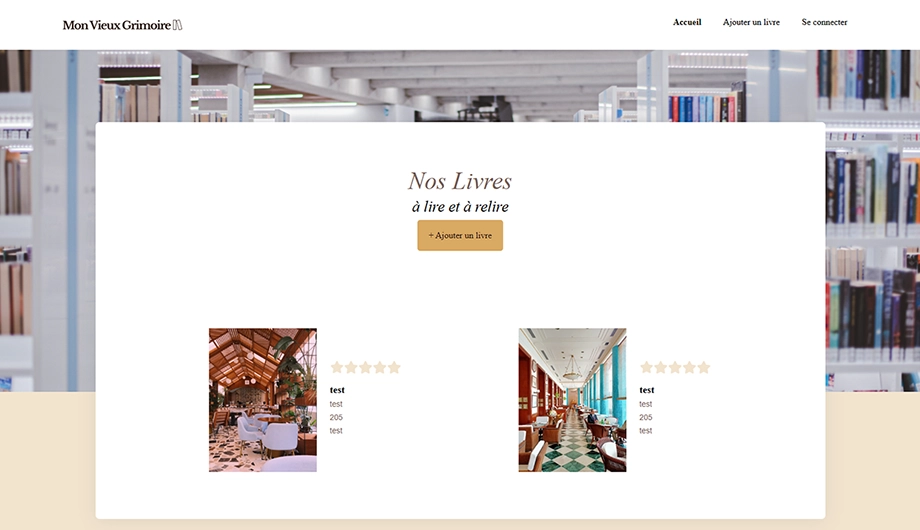 Mon Vieux Grimoire
Accueil
Ajouter un livre
Se connecter
Nos Livres
à lire et à relire
+ Ajouter un livre
test
test
205
test
test
test
205
test